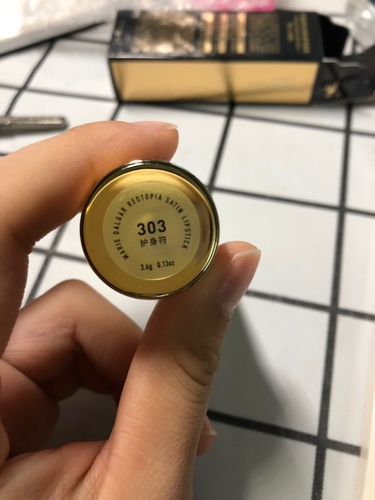 MARIE DALGAR REDTOPIA SATIN LIPSTICK
303
护身符
3.6g 0.13oz